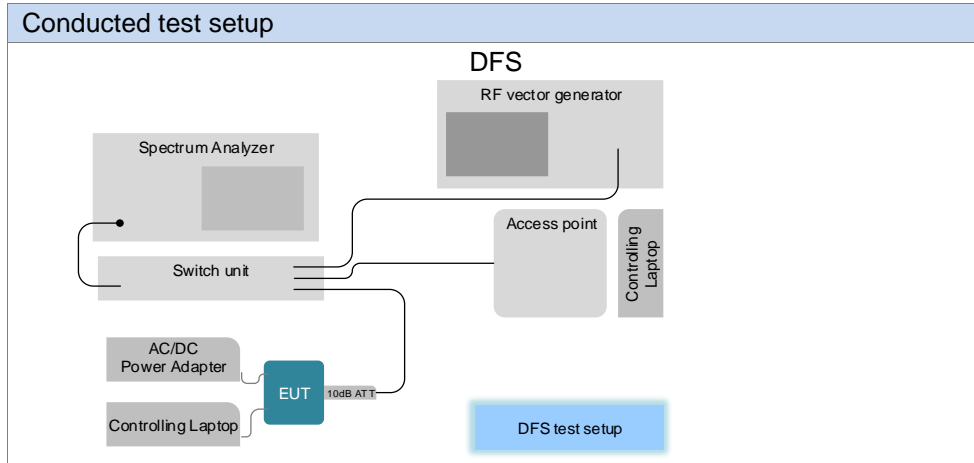 Conducted test setup
DFS
RF vector generator
Spectrum Analyzer
Access point
Controlling
Laptop
Switch unit
AC/DC
Power Adapter
EUT
10dB ATT
Controlling Laptop
DFS test setup